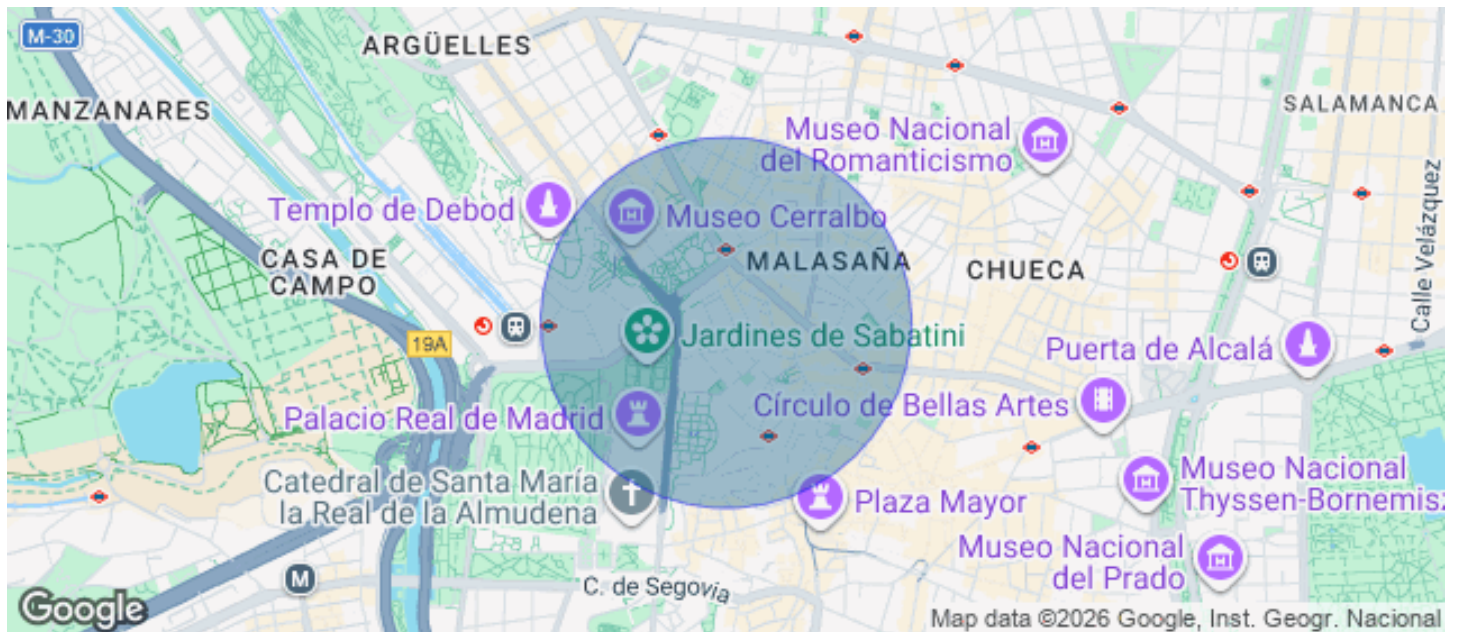 M-30
ARGÜELLES
MANZANARES
SALAMANCA
Museo Nacional
del Romanticismo
Templo de Debod
Museo Cerralbo
Calle Velázquez
CASA DE
CAMPO
MALASAÑA
CHUECA
Jardines de Sabatini
19A
Puerta de Alcalá
Palacio Real de Madrid
Círculo de Bellas Artes
Catedral de Santa María
la Real de la Almudena
Plaza Mayor
Museo Nacional
Thyssen-Bornemisz
Museo Nacional
del Prado
M
C. de Segovia
Google
Map data ©2026 Google, Inst. Geogr. Nacional